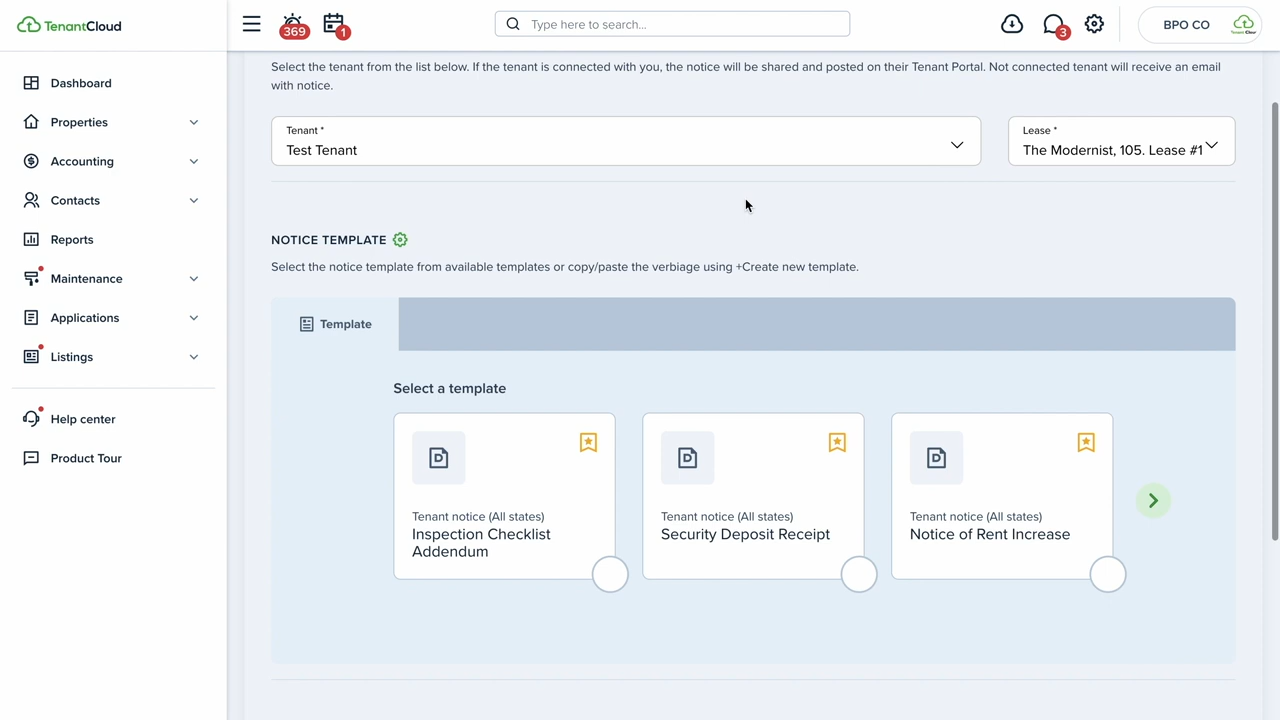 TenantCloud
369
1
Type here to search...
3
BPO CO
Tenant Cloud
Dashboard
Properties
Accounting
Contacts
Reports
Maintenance
Applications
Listings
Help center
Product Tour
Select the tenant from the list below. If the tenant is connected with you, the notice will be shared and posted on their Tenant Portal. Not connected tenant will receive an email
with notice.
Tenant *
Test Tenant
Lease *
The Modernist, 105. Lease #1
NOTICE TEMPLATE
Select the notice template from available templates or copy/paste the verbiage using +Create new template.
Template
Select a template
Tenant notice (All states)
Inspection Checklist
Addendum
Tenant notice (All states)
Security Deposit Receipt
Tenant notice (All states)
Notice of Rent Increase